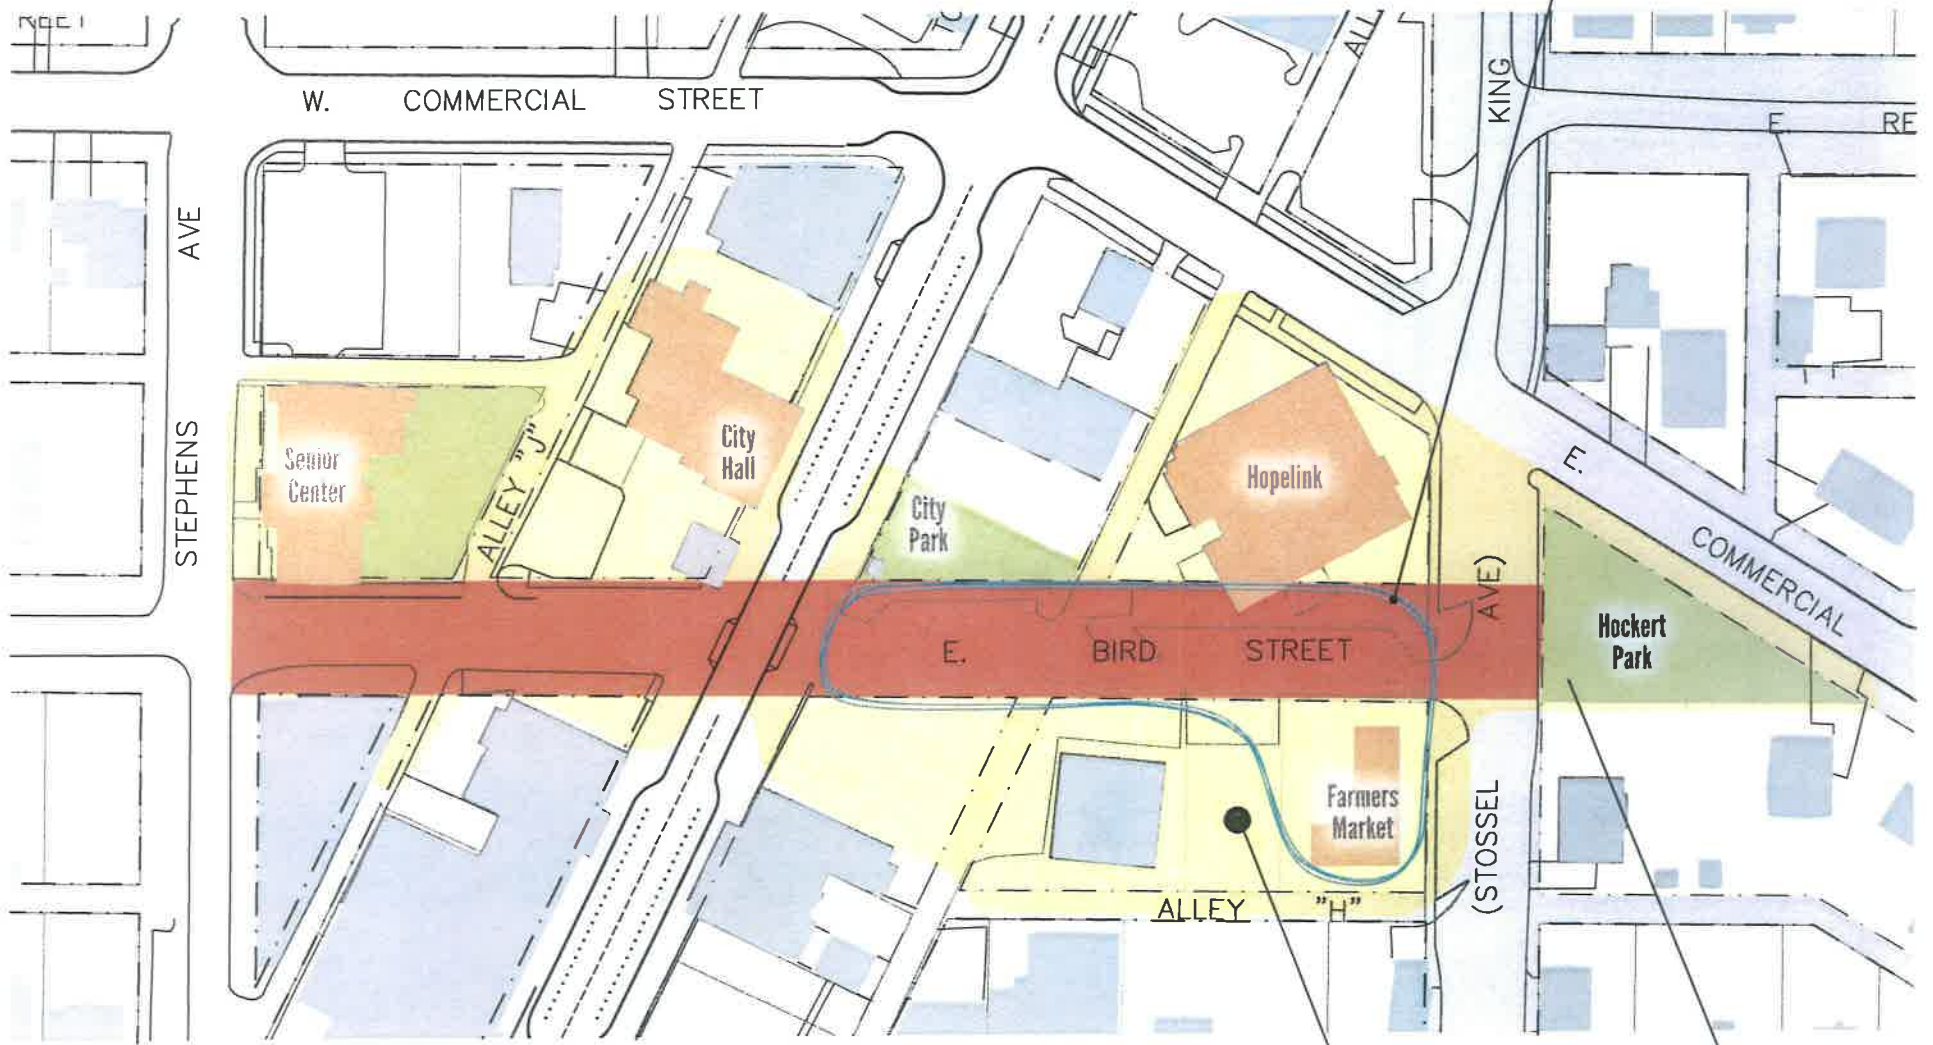 W. COMMERCIAL STREET
KING
E. RE
AVE
STEPHENS
Senior
Center
ALLEY "J"
City
Hall
City
Park
Hopelink
E.
COMMERCIAL
AVE)
Hockert
Park
E. BIRD STREET
Farmers
Market
(STOSSEL
ALLEY "H"